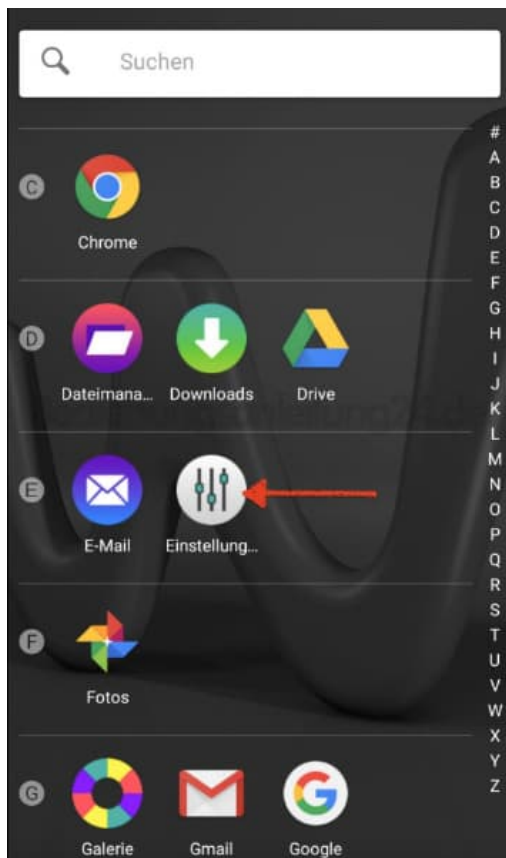 Suchen
C
Chrome
D
Dateimana... Downloads Drive
E
E-Mail Einstellung...
F
Fotos
G
Galerie Gmail Google
#
A
B
C
D
E
F
G
H
I
J
K
L
M
N
O
P
Q
R
S
T
U
V
W
X
Y
Z